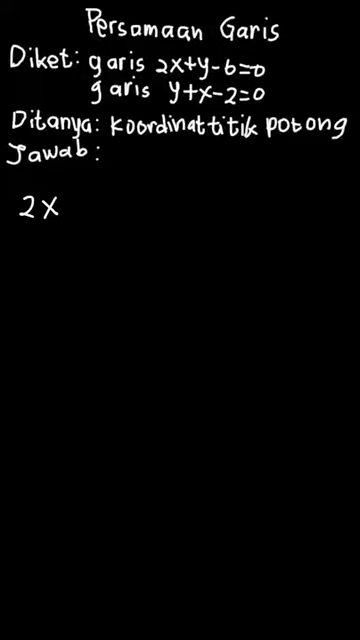 Persamaan Garis
Diket: garis 2x+y-6=0
garis y+x-2=0
Ditanya: Koordinat titik potong
Jawab:
2x